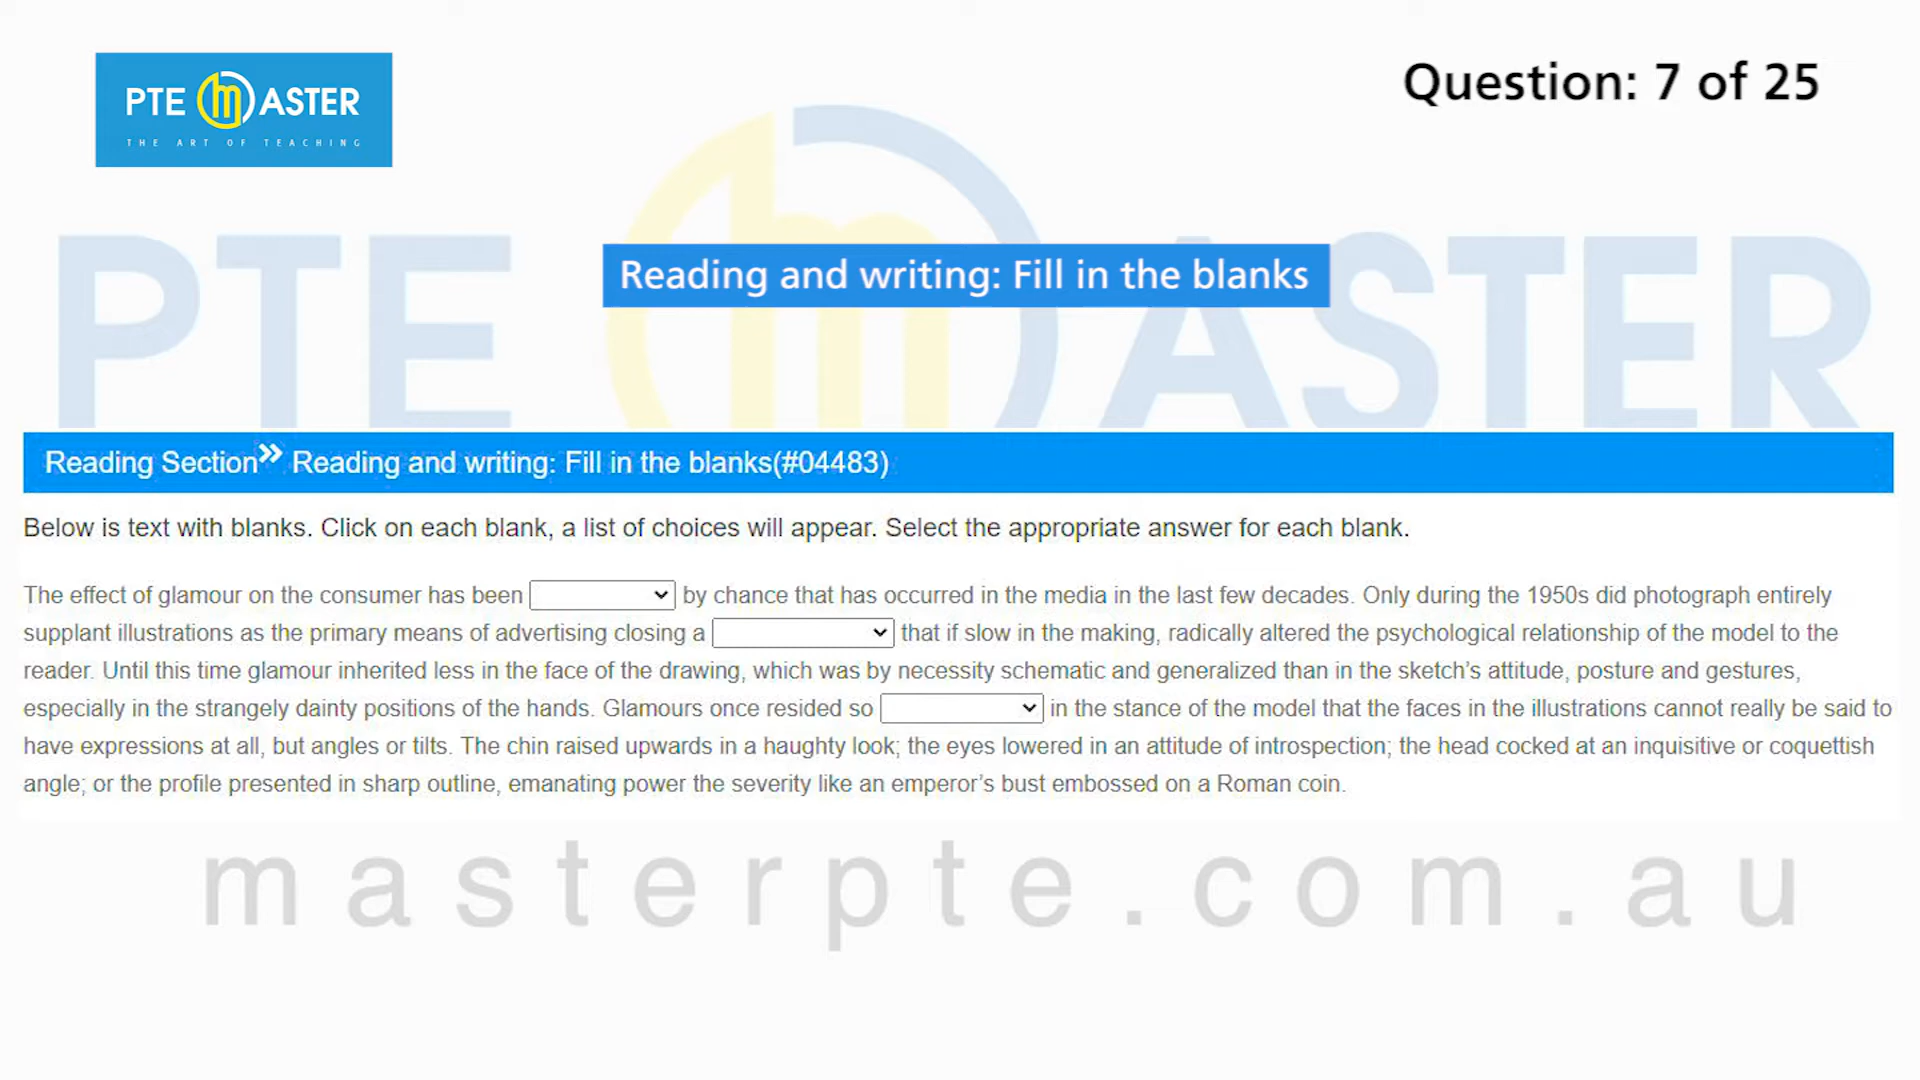 PTE MASTER
THE ART OF TEACHING
Question: 7 of 25
PTE MASTER
Reading and writing: Fill in the blanks
Reading Section» Reading and writing: Fill in the blanks(#04483)
Below is text with blanks. Click on each blank, a list of choices will appear. Select the appropriate answer for each blank.
The effect of glamour on the consumer has been by chance that has occurred in the media in the last few decades. Only during the 1950s did photograph entirely
supplant illustrations as the primary means of advertising closing a that if slow in the making, radically altered the psychological relationship of the model to the
reader. Until this time glamour inherited less in the face of the drawing, which was by necessity schematic and generalized than in the sketch's attitude, posture and gestures,
especially in the strangely dainty positions of the hands. Glamours once resided so in the stance of the model that the faces in the illustrations cannot really be said to
have expressions at all, but angles or tilts. The chin raised upwards in a haughty look; the eyes lowered in an attitude of introspection; the head cocked at an inquisitive or coquettish
angle; or the profile presented in sharp outline, emanating power the severity like an emperor's bust embossed on a Roman coin.
masterpte.com.au